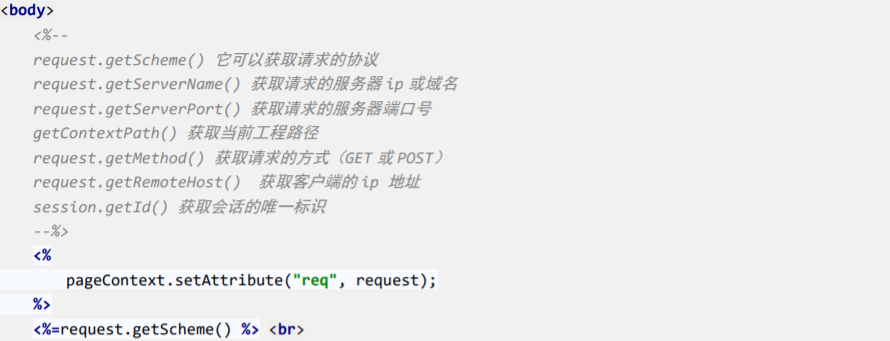 <body>
<%--
request.getScheme() 它可以获取请求的协议
request.getServerName() 获取请求的服务器 ip 或域名
request.getServerPort() 获取请求的服务器端口号
getContextPath() 获取当前工程路径
request.getMethod() 获取请求的方式（GET 或 POST）
request.getRemoteHost() 获取客户端的 ip 地址
session.getId() 获取会话的唯一标识
--%>
<%
pageContext.setAttribute("req", request);
%>
<%=request.getScheme() %> <br>